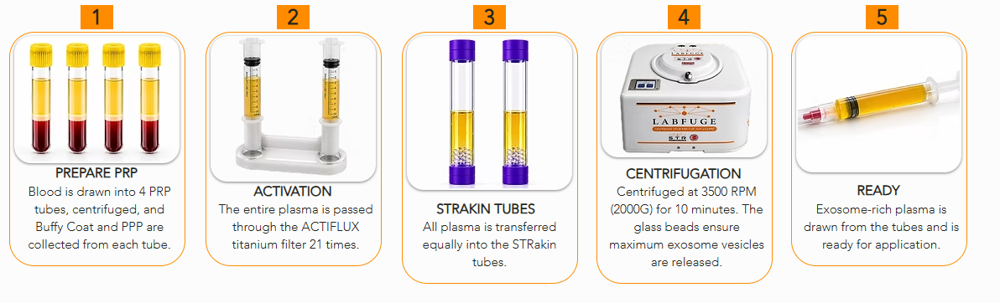 1
PREPARE PRP
Blood is drawn into 4 PRP
tubes, centrifuged, and
Buffy Coat and PPP are
collected from each tube.
2
ACTIVATION
The entire plasma is passed
through the ACTIFLUX
titanium filter 21 times.
3
STRAKIN TUBES
All plasma is transferred
equally into the STRakin
tubes.
4
LABFUGE
S.T.R
CENTRIFUGATION
Centrifuged at 3500 RPM
(2000G) for 10 minutes. The
glass beads ensure
maximum exosome vesicles
are released.
5
READY
Exosome-rich plasma is
drawn from the tubes and is
ready for application.